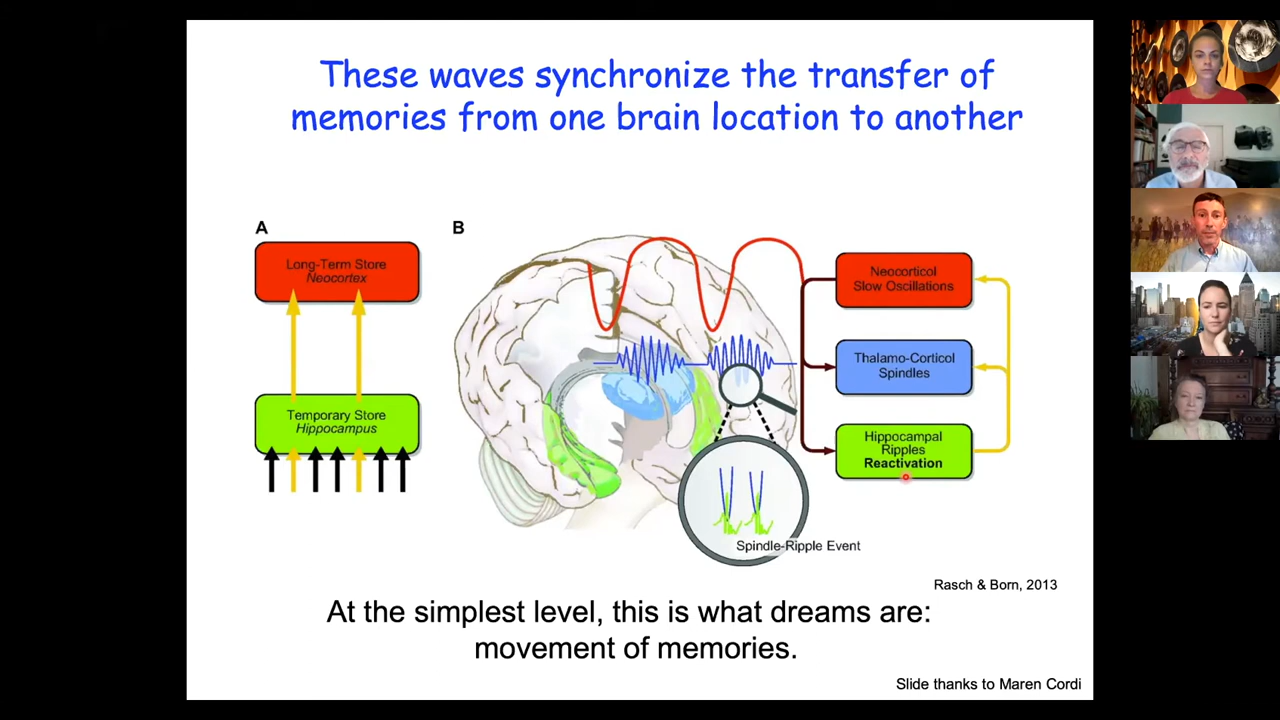 These waves synchronize the transfer of
memories from one brain location to another
A
B
Long-Term Store
Neocortex
Temporary Store
Hippocampus
Neocorticol
Slow Oscillations
Thalamo-Corticol
Spindles
Hippocampal
Ripples
Reactivation
Spindle-Ripple Event
Rasch & Born, 2013
At the simplest level, this is what dreams are:
movement of memories.
Slide thanks to Maren Cordi